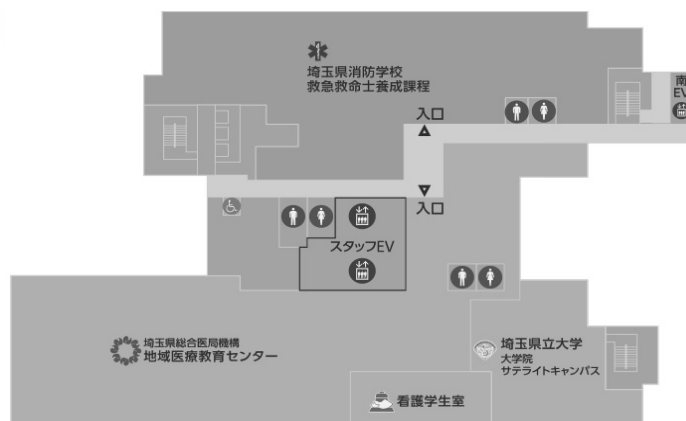 埼玉県消防学校
救急救命士養成課程
南
EV
入口
入口
スタッフEV
埼玉県総合医局機構
地域医療教育センター
埼玉県立大学
大学院
サテライトキャンパス
看護学生室